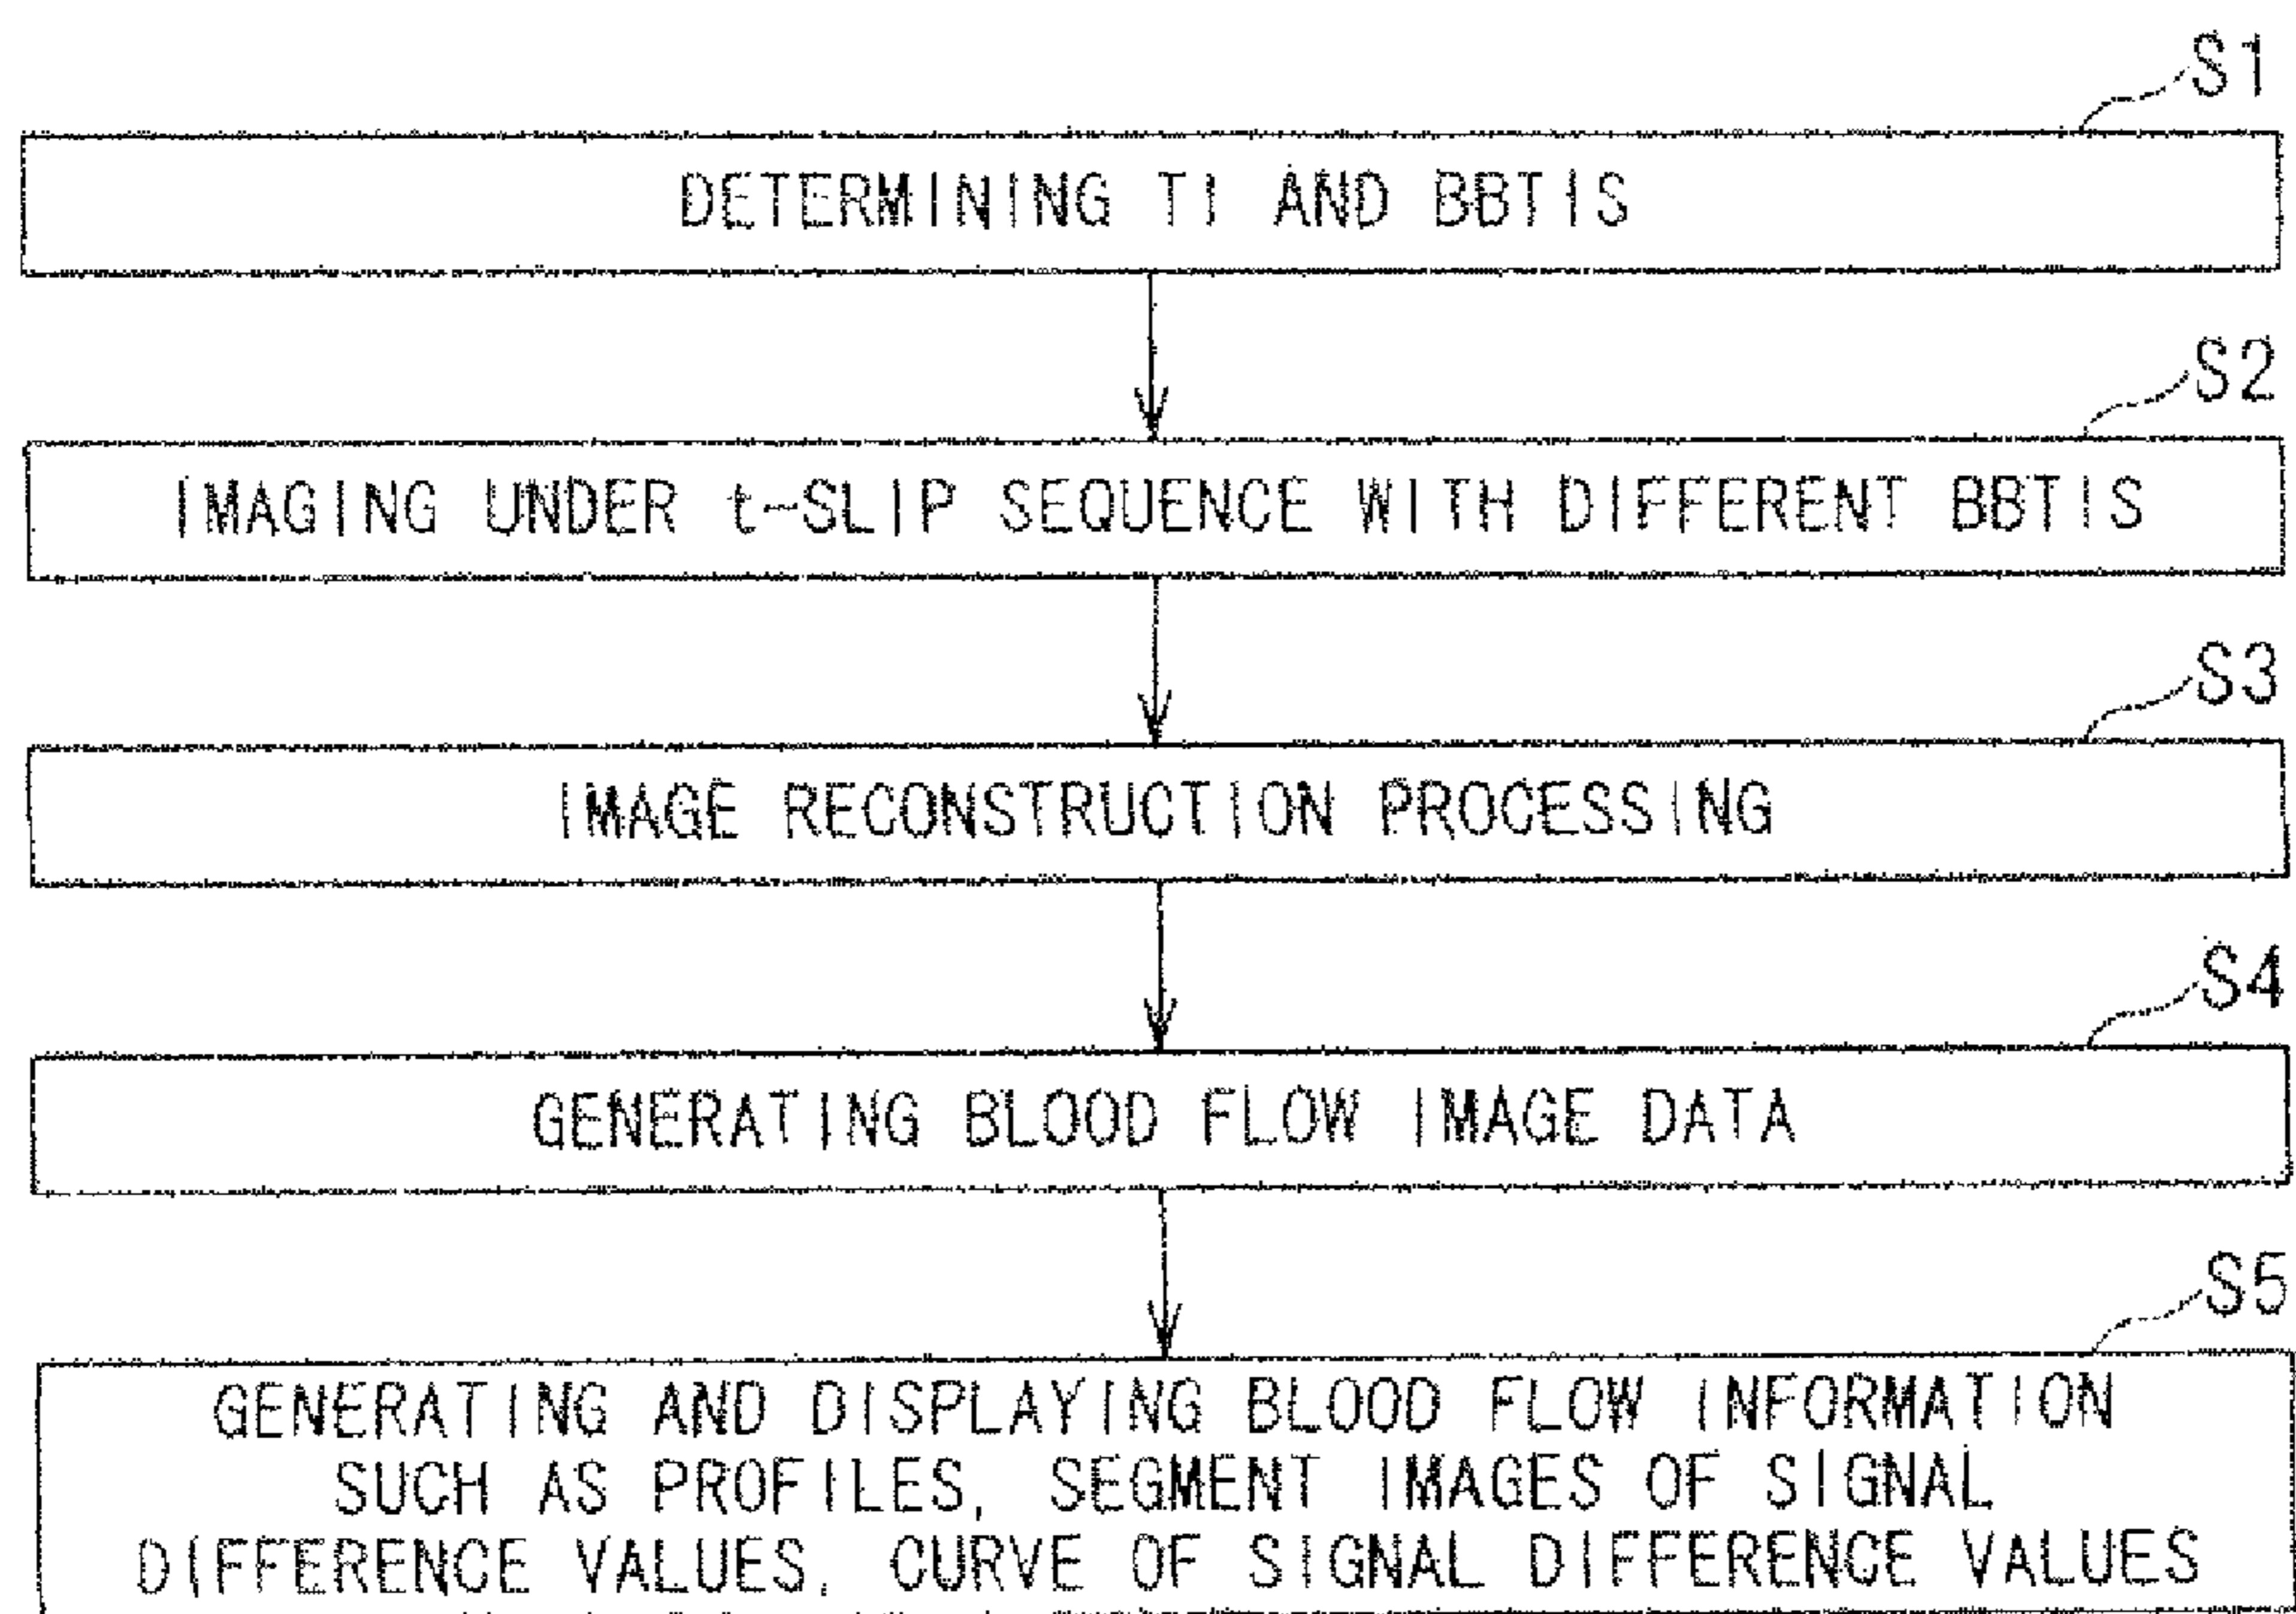 S1
DETERMINING TI AND BBTIS
S2
IMAGING UNDER t-SLIP SEQUENCE WITH DIFFERENT BBTIS
S3
IMAGE RECONSTRUCTION PROCESSING
S4
GENERATING BLOOD FLOW IMAGE DATA
S5
GENERATING AND DISPLAYING BLOOD FLOW INFORMATION
SUCH AS PROFILES, SEGMENT IMAGES OF SIGNAL
DIFFERENCE VALUES, CURVE OF SIGNAL DIFFERENCE VALUES